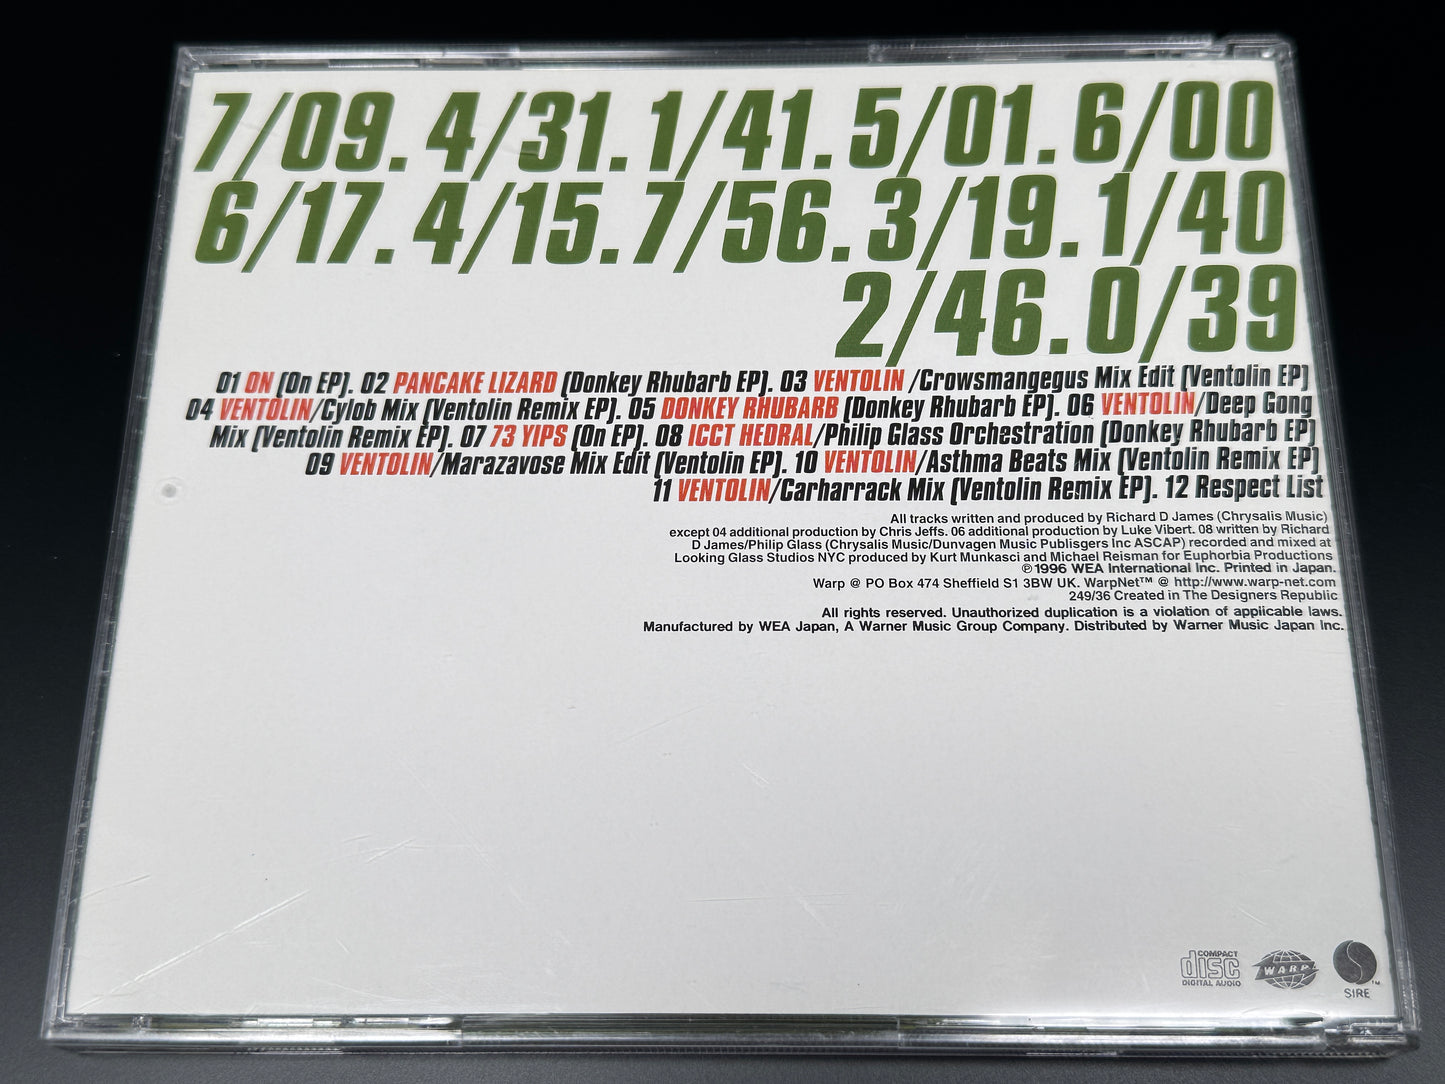 7/09. 4/31. 1/41. 5/01. 6/00
6/17. 4/15. 7/56. 3/19. 1/40
2/46. 0/39
01 ON (On EP). 02 PANCAKE LIZARD (Donkey Rhubarb EP). 03 VENTOLIN /Crowsmangegus Mix Edit (Ventolin EP)
04 VENTOLIN/Cylob Mix (Ventolin Remix EP). 05 DONKEY RHUBARB (Donkey Rhubarb EP). 06 VENTOLIN/Deep Gong
Mix (Ventolin Remix EP). 07 73 YIPS (On EP). 08 ICCT HEDRAL/Philip Glass Orchestration (Donkey Rhubarb EP)
09 VENTOLIN/Marazavose Mix Edit (Ventolin EP). 10 VENTOLIN/Asthma Beats Mix (Ventolin Remix EP)
11 VENTOLIN/Carharrack Mix (Ventolin Remix EP). 12 Respect List
All tracks written and produced by Richard D James (Chrysalis Music)
except 04 additional production by Chris Jeffs. 06 additional production by Luke Vibert. 08 written by Richard
D James/Philip Glass (Chrysalis Music/Dunvagen Music Publisgers Inc ASCAP) recorded and mixed at
Looking Glass Studios NYC produced by Kurt Munkasci and Michael Reisman for Euphorbia Productions
℗1996 WEA International Inc. Printed in Japan.
Warp @ PO Box 474 Sheffield S1 3BW UK. WarpNet™ @ http://www.warp-net.com
249/36 Created in The Designers Republic
All rights reserved. Unauthorized duplication is a violation of applicable laws.
Manufactured by WEA Japan, A Warner Music Group Company. Distributed by Warner Music Japan Inc.
COMPACT
disc
DIGITAL AUDIO
WARP
SIRE
TM